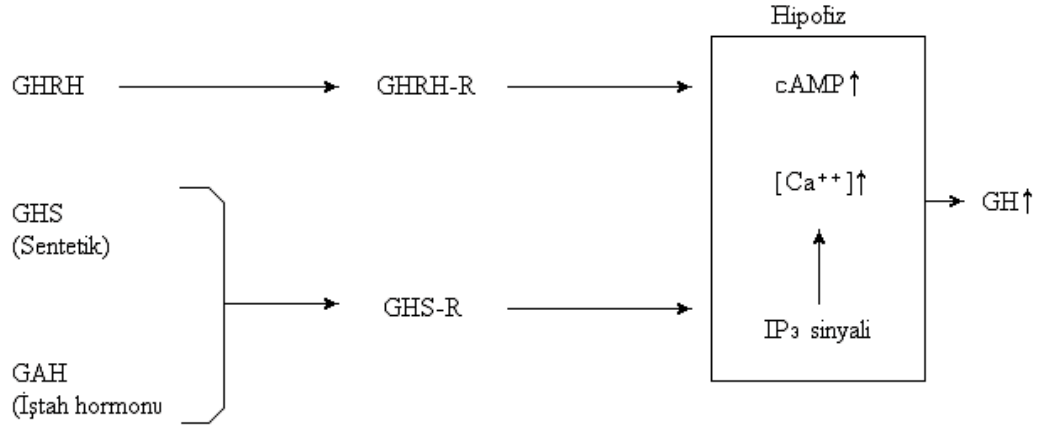 Hipofiz
GHRH
GHRH-R
cAMP↑
[Ca⁺⁺]↑
GH↑
GHS
(Sentetik)
GHS-R
IP₃ sinyali
GAH
(İştah hormonu